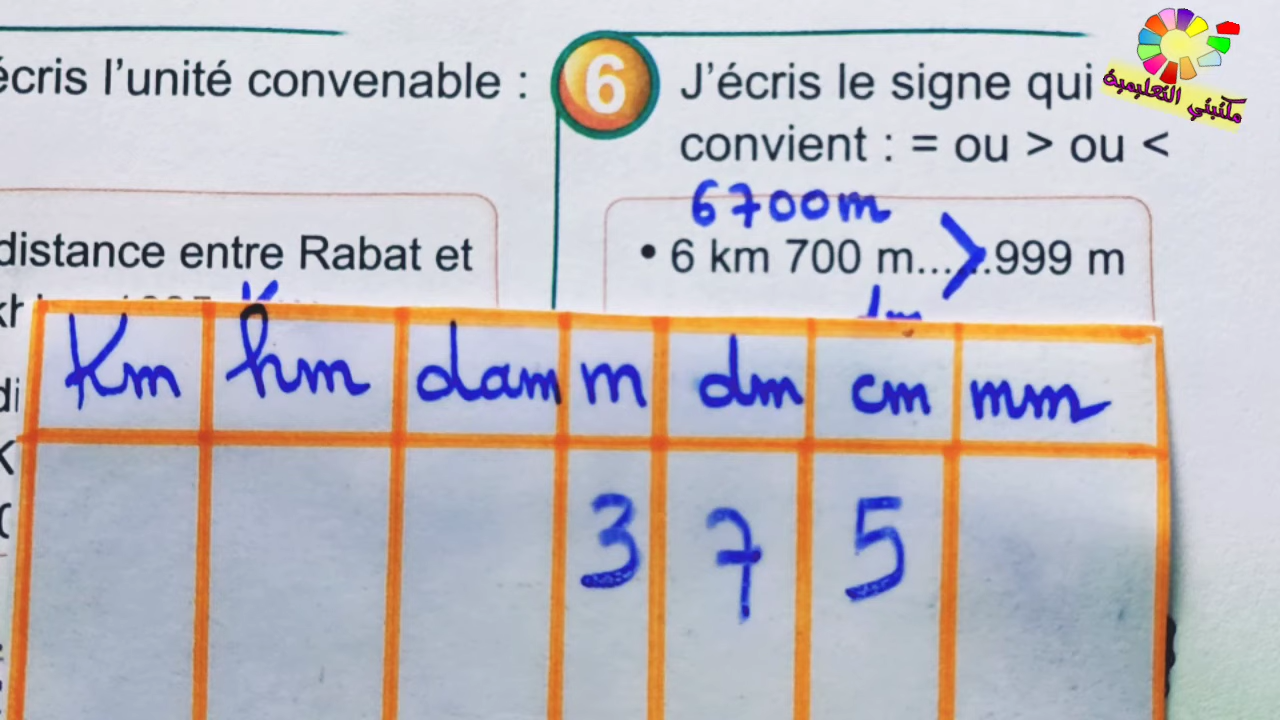 écris l'unité convenable :
distance entre Rabat et
6
J'écris le signe qui
convient : = ou > ou <
6700m
• 6 km 700 m...>...999 m
Km hm dam m dm cm mm
3 7 5
مكتبتي التعليمية